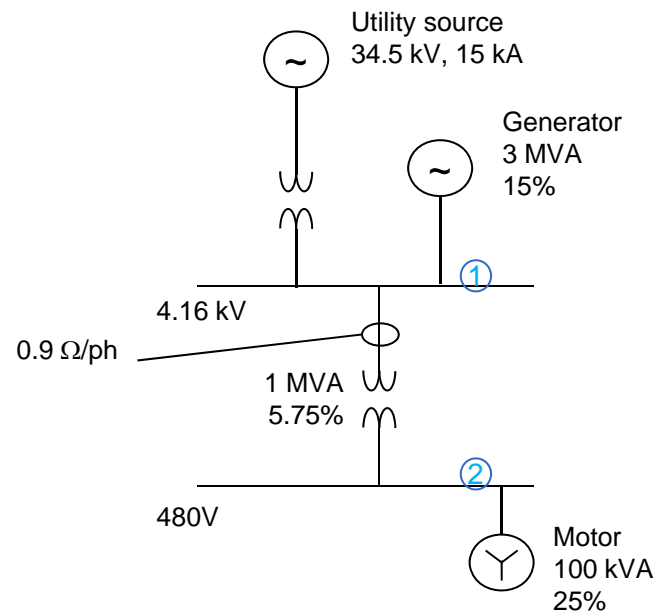 Utility source
34.5 kV, 15 kA
~
Generator
3 MVA
15%
~
1
4.16 kV
0.9 Ω/ph
1 MVA
5.75%
2
480V
Motor
100 kVA
25%